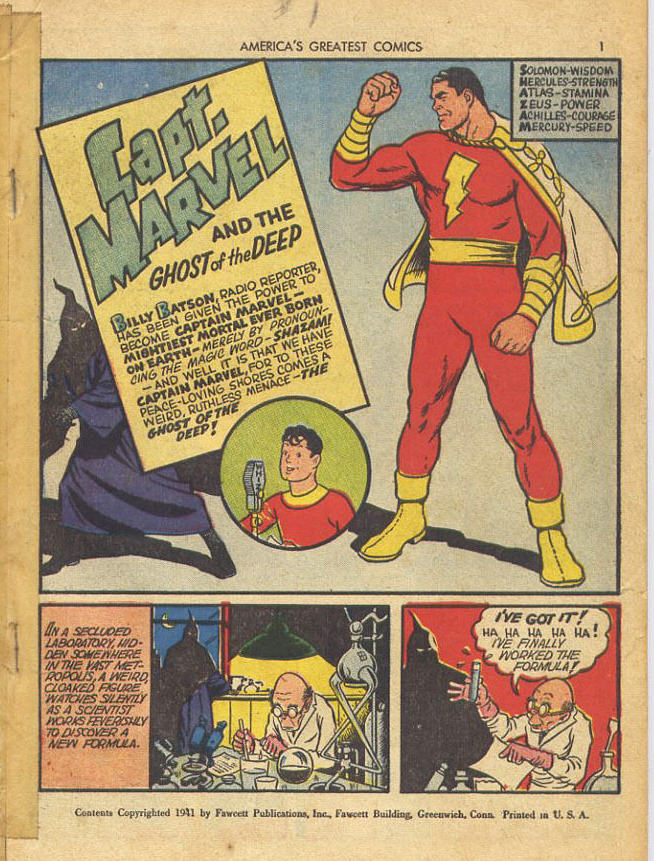 AMERICA'S GREATEST COMICS 1
SOLOMON-WISDOM
HERCULES-STRENGTH
ATLAS-STAMINA
ZEUS-POWER
ACHILLES-COURAGE
MERCURY-SPEED
Capt.
MARVEL
AND THE
GHOST of the DEEP
BILLY BATSON, RADIO REPORTER,
HAS BEEN GIVEN THE POWER TO
BECOME CAPTAIN MARVEL—
MIGHTIEST MORTAL EVER BORN
ON EARTH—MERELY BY PRONOUN-
CING THE MAGIC WORD—SHAZAM!
—AND WELL IT IS THAT WE HAVE
CAPTAIN MARVEL, FOR TO THESE
PEACE-LOVING SHORES COMES A
WEIRD, RUTHLESS MENACE—THE
GHOST OF THE
DEEP!
WHIZ
IN A SECLUDED
LABORATORY, HID-
DEN SOMEWHERE
IN THE VAST MET-
ROPOLIS, A WEIRD,
CLOAKED FIGURE
WATCHES SILENTLY
AS A SCIENTIST
WORKS FEVERISHLY
TO DISCOVER A
NEW FORMULA.
I'VE GOT IT!
HA HA HA HA HA!
I'VE FINALLY
WORKED THE
FORMULA!
Contents Copyrighted 1941 by Fawcett Publications, Inc., Fawcett Building, Greenwich, Conn. Printed in U. S. A.